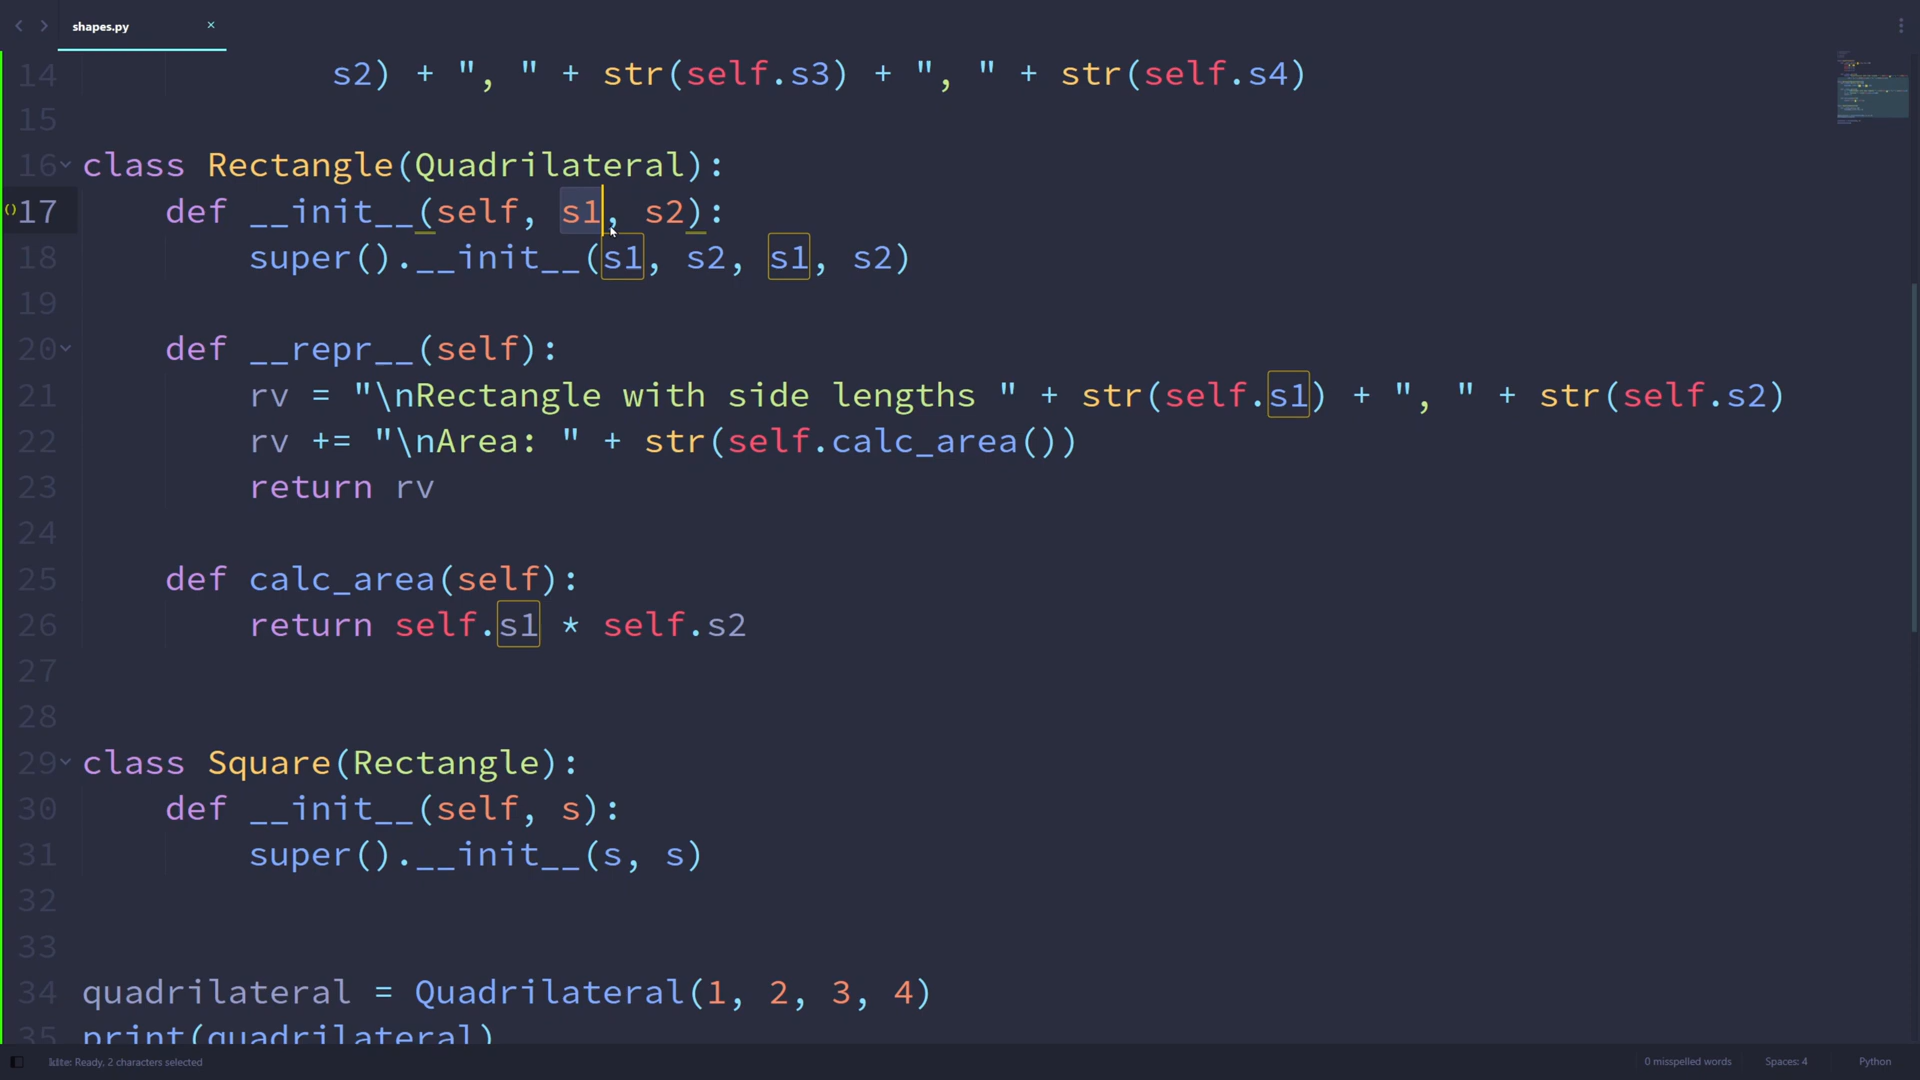 shapes.py ×
14 s2) + ", " + str(self.s3) + ", " + str(self.s4)
15
16 class Rectangle(Quadrilateral):
17 def __init__(self, s1, s2):
18 super().__init__(s1, s2, s1, s2)
19
20 def __repr__(self):
21 rv = "\nRectangle with side lengths " + str(self.s1) + ", " + str(self.s2)
22 rv += "\nArea: " + str(self.calc_area())
23 return rv
24
25 def calc_area(self):
26 return self.s1 * self.s2
27
28
29 class Square(Rectangle):
30 def __init__(self, s):
31 super().__init__(s, s)
32
33
34 quadrilateral = Quadrilateral(1, 2, 3, 4)
35 print(quadrilateral)
kite: Ready, 2 characters selected 0 misspelled words Spaces: 4 Python